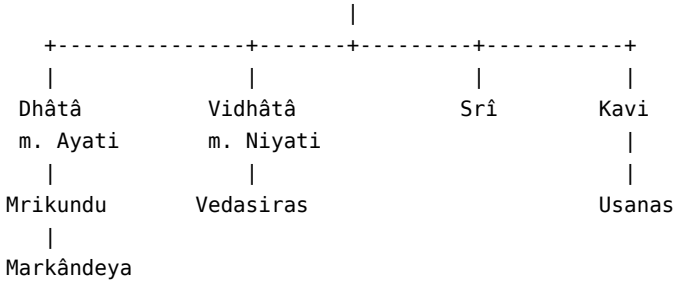 |
+---------------+-------+---------+-----------+
| | | |
Dhâtâ Vidhâtâ Srî Kavi
m. Ayati m. Niyati |
| | |
Mrikundu Vedasiras Usanas
|
Markândeya